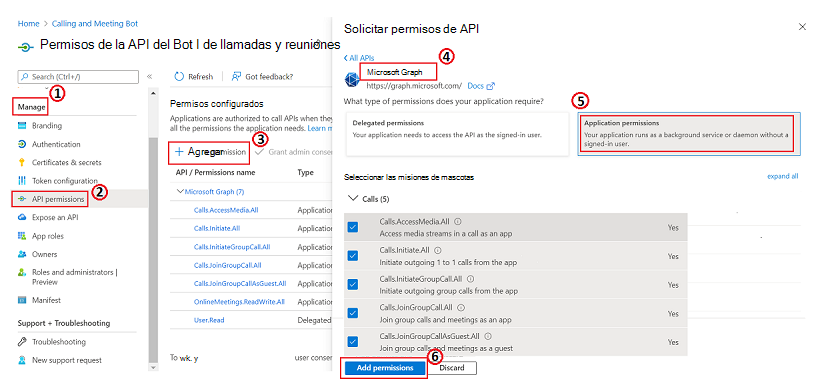 Home > Calling and Meeting Bot
Permisos de la API del Bot l de llamadas y reuniones
Search (Ctrl+/)
«
1
Manage
Branding
Authentication
Certificates & secrets
Token configuration
2
API permissions
Expose an API
App roles
Owners
Roles and administrators |
Preview
Manifest
Support + Troubleshooting
Troubleshooting
New support request
Refresh
Got feedback?
Permisos configurados
Applications are authorized to call APIs when they
all the permissions the application needs. Learn m
3
+ Agregar permission
Grant admin conse
API / Permissions name
Type
Microsoft Graph (7)
Calls.AccessMedia.All
Application
Calls.Initiate.All
Application
Calls.InitiateGroupCall.All
Application
Calls.JoinGroupCall.All
Application
Calls.JoinGroupCallAsGuest.All
Application
OnlineMeetings.ReadWrite.All
Application
User.Read
Delegated
To wk. y
user conser
Solicitar permisos de API
4
< All APIs
Microsoft Graph
https://graph.microsoft.com/ Docs
What type of permissions does your application require?
5
Delegated permissions
Your application needs to access the API as the signed-in user.
Application permissions
Your application runs as a background service or daemon without a
signed-in user.
Seleccionar las misiones de mascotas
expand all
Calls (5)
Calls.AccessMedia.All
Access media streams in a call as an app
Yes
Calls.Initiate.All
Initiate outgoing 1 to 1 calls from the app
Yes
Calls.InitiateGroupCall.All
Initiate outgoing group calls from the app
Yes
Calls.JoinGroupCall.All
Join group calls and meetings as an app
Yes
Calls.JoinGroupCallAsGuest.All
Join group calls and meetings as a guest
Yes
6
Add permissions
Discard